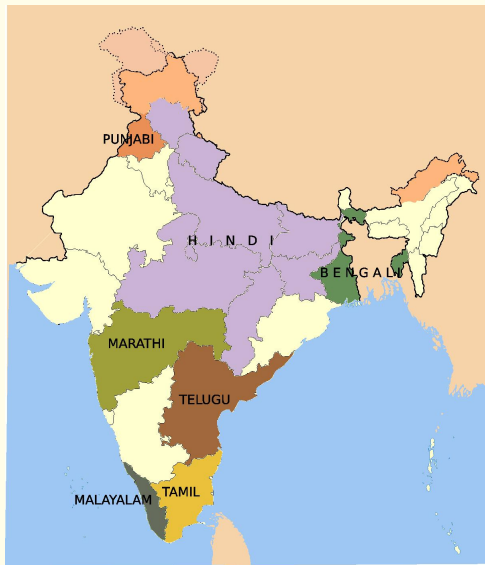 PUNJABI
H I N D I
B E N G A L I
MARATHI
TELUGU
MALAYALAM
TAMIL